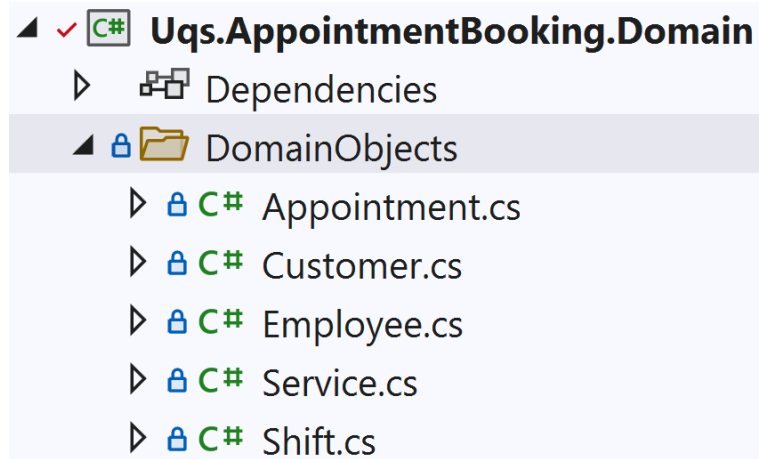 C# Uqs.AppointmentBooking.Domain
Dependencies
DomainObjects
C# Appointment.cs
C# Customer.cs
C# Employee.cs
C# Service.cs
C# Shift.cs